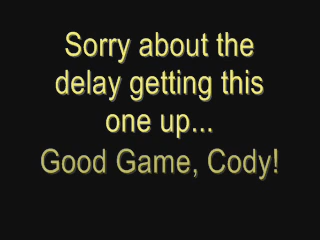 Sorry about the
delay getting this
one up...
Good Game, Cody!